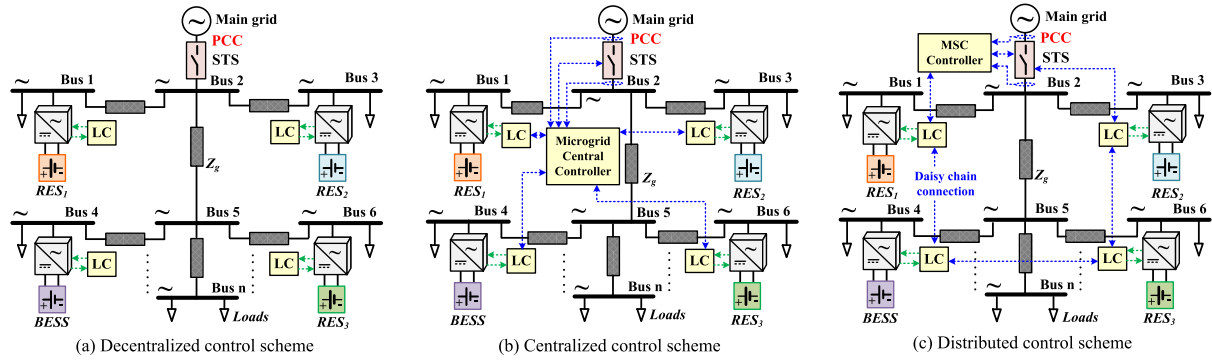 Main grid
PCC
STS
Bus 1
Bus 2
Bus 3
LC
LC
RES1
Zg
RES2
Bus 4
Bus 5
Bus 6
LC
LC
BESS
Bus n
Loads
RES3
(a) Decentralized control scheme
Main grid
PCC
STS
Bus 1
Bus 2
Bus 3
LC
Microgrid
Central
Controller
LC
RES1
Zg
RES2
Bus 4
Bus 5
Bus 6
LC
LC
BESS
Bus n
Loads
RES3
(b) Centralized control scheme
Main grid
MSC
Controller
PCC
STS
Bus 1
Bus 2
Bus 3
LC
LC
RES1
Daisy chain
connection
Zg
RES2
Bus 4
Bus 5
Bus 6
LC
LC
BESS
Bus n
Loads
RES3
(c) Distributed control scheme